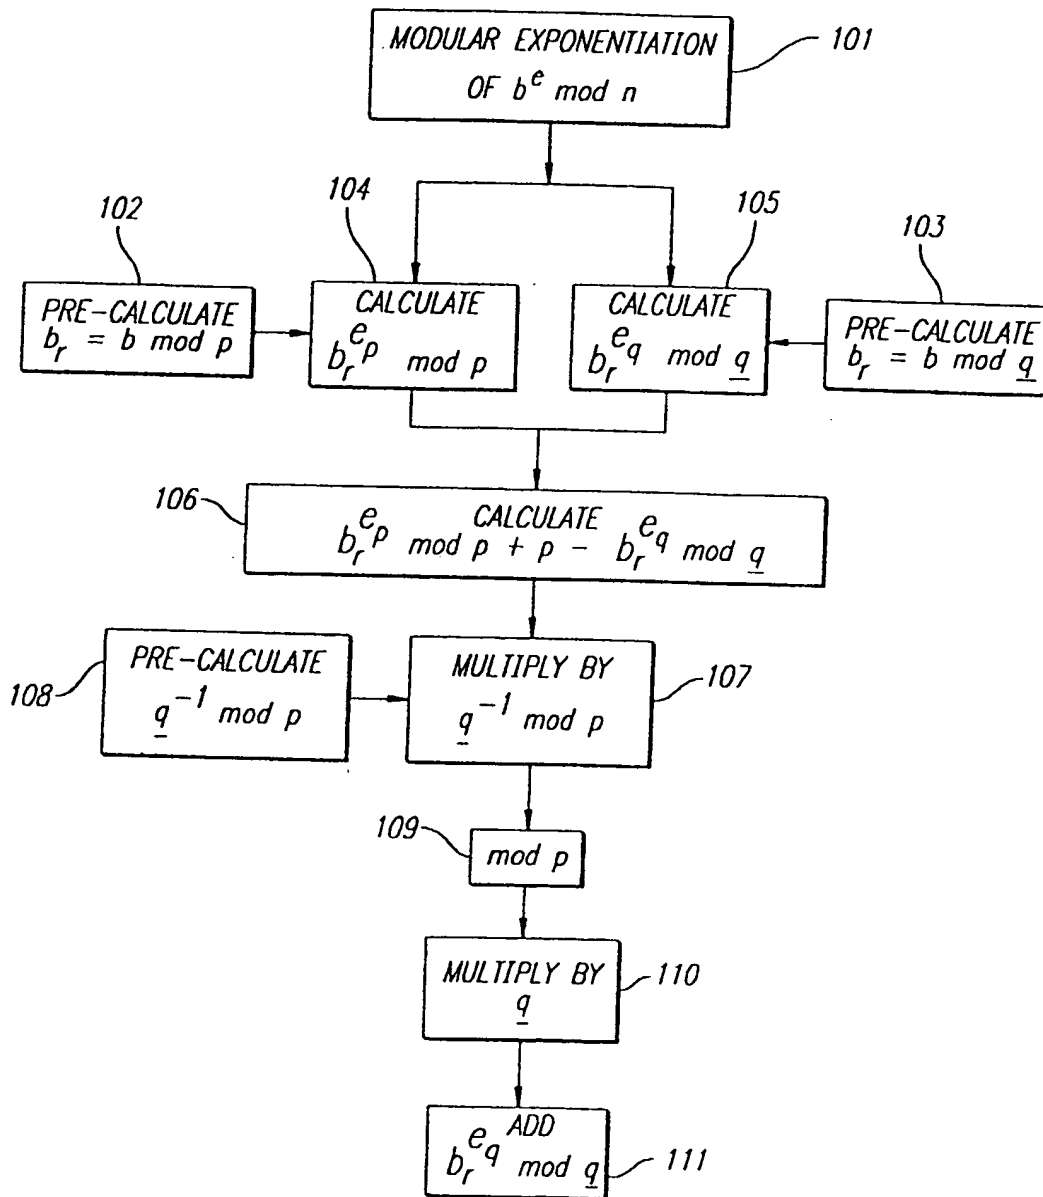 MODULAR EXPONENTIATION
OF b^e mod n
101
104
102
105
103
PRE-CALCULATE
b_r = b mod p
CALCULATE
b_r^e_p mod p
CALCULATE
b_r^e_q mod q
PRE-CALCULATE
b_r = b mod q
106
CALCULATE
b_r^e_p mod p + p - b_r^e_q mod q
PRE-CALCULATE
q^-1 mod p
108
MULTIPLY BY
q^-1 mod p
107
109
mod p
MULTIPLY BY
q
110
ADD
b_r^e_q mod q
111